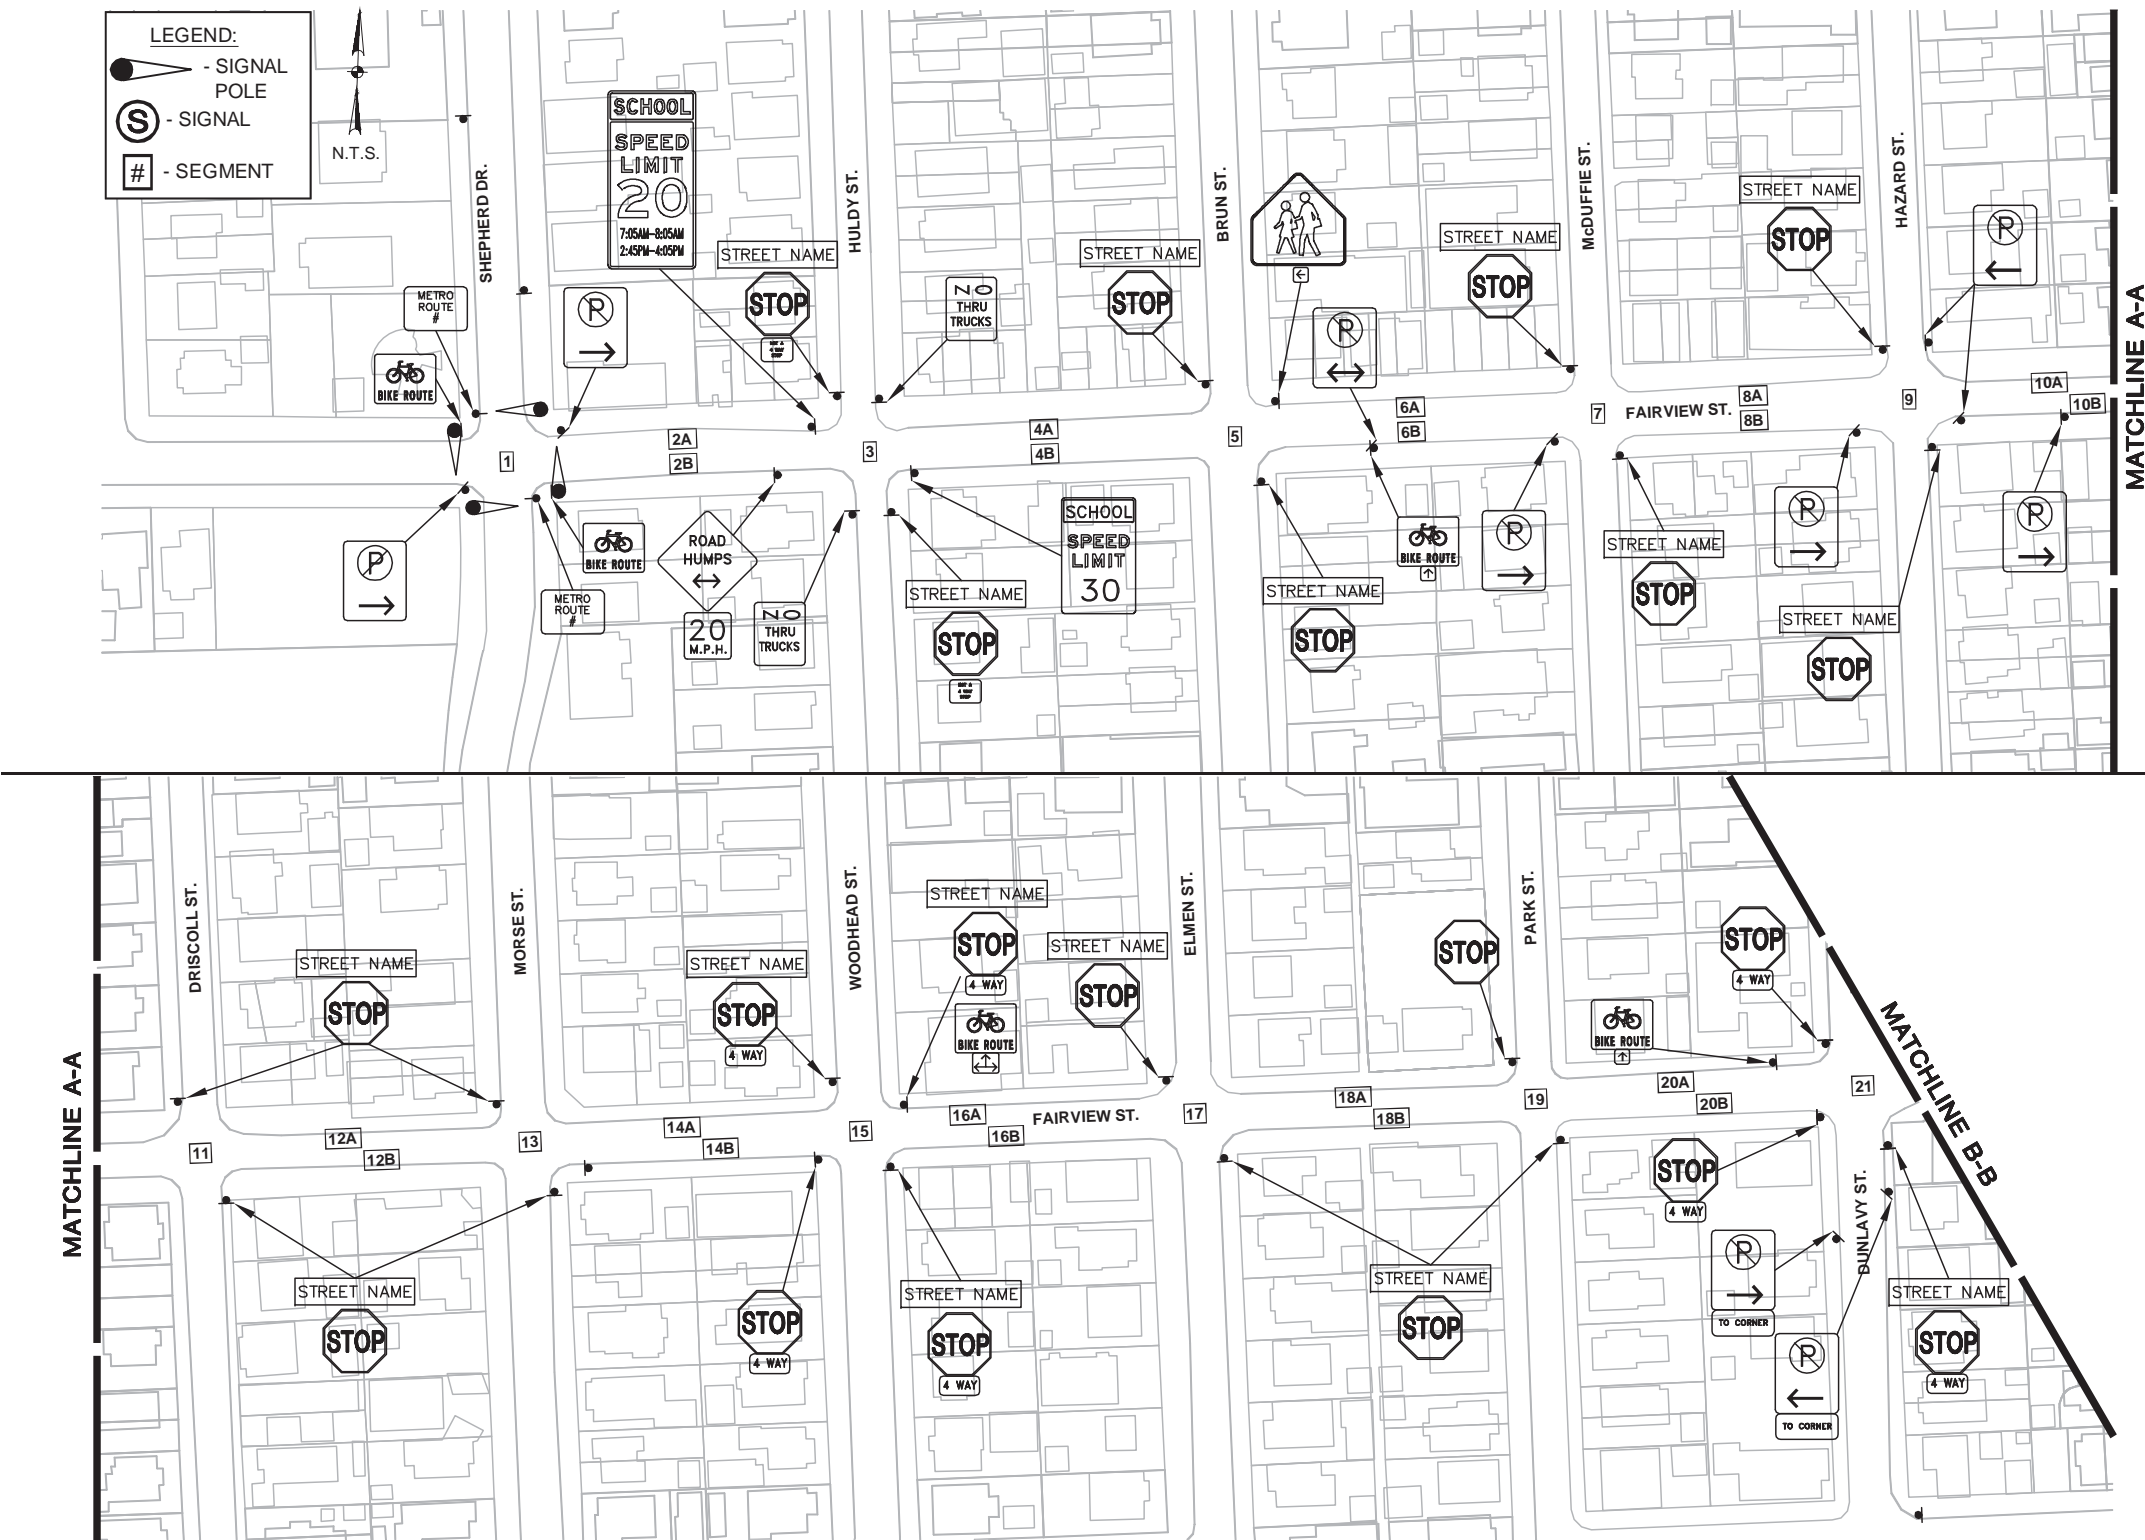 LEGEND:
- SIGNAL
POLE
S - SIGNAL
# - SEGMENT
N.T.S.
SHEPHERD DR.
HULDY ST.
BRUN ST.
McDUFFIE ST.
HAZARD ST.
SCHOOL
SPEED
LIMIT
20
7:05AM-8:05AM
2:45PM-4:05PM
STREET NAME
STOP
NOT A
4 WAY
STOP
METRO
ROUTE
#
BIKE ROUTE
P
NO
THRU
TRUCKS
STREET NAME
STOP
P
STREET NAME
STOP
STREET NAME
STOP
P
MATCHLINE A-A
1
2A
2B
3
4A
4B
5
6A
6B
7
FAIRVIEW ST.
8A
8B
9
10A
10B
P
BIKE ROUTE
METRO
ROUTE
#
ROAD
HUMPS
20
M.P.H.
NO
THRU
TRUCKS
STREET NAME
STOP
NOT A
4 WAY
STOP
SCHOOL
SPEED
LIMIT
30
STREET NAME
STOP
BIKE ROUTE
P
STREET NAME
STOP
P
STREET NAME
STOP
P
MATCHLINE A-A
DRISCOLL ST.
MORSE ST.
WOODHEAD ST.
ELMEN ST.
PARK ST.
DUNLAVY ST.
STREET NAME
STOP
STREET NAME
STOP
4 WAY
STREET NAME
STOP
4 WAY
BIKE ROUTE
STREET NAME
STOP
STOP
BIKE ROUTE
STOP
4 WAY
MATCHLINE B-B
11
12A
12B
13
14A
14B
15
16A
16B
FAIRVIEW ST.
17
18A
18B
19
20A
20B
21
STREET NAME
STOP
STOP
4 WAY
STREET NAME
STOP
4 WAY
STREET NAME
STOP
STOP
4 WAY
P
TO CORNER
P
TO CORNER
STREET NAME
STOP
4 WAY